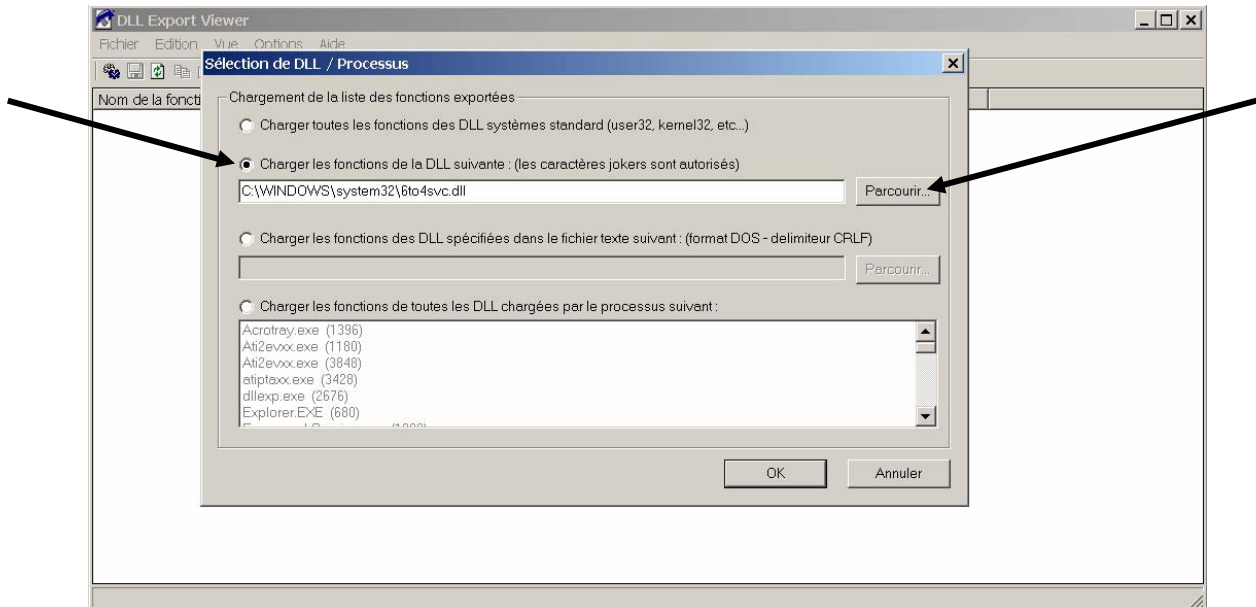 DLL Export Viewer
Fichier Edition Vue Options Aide
Sélection de DLL / Processus
Nom de la foncti
Chargement de la liste des fonctions exportées
Charger toutes les fonctions des DLL systèmes standard (user32, kernel32, etc...)
Charger les fonctions de la DLL suivante : (les caractères jokers sont autorisés)
C:\WINDOWS\system32\6to4svc.dll
Parcourir...
Charger les fonctions des DLL spécifiées dans le fichier texte suivant : (format DOS - delimiteur CRLF)
Parcourir...
Charger les fonctions de toutes les DLL chargées par le processus suivant :
Acrotray.exe (1396)
Ati2evxx.exe (1180)
Ati2evxx.exe (3848)
atiptaxx.exe (3428)
dllexp.exe (2676)
Explorer.EXE (680)
OK
Annuler